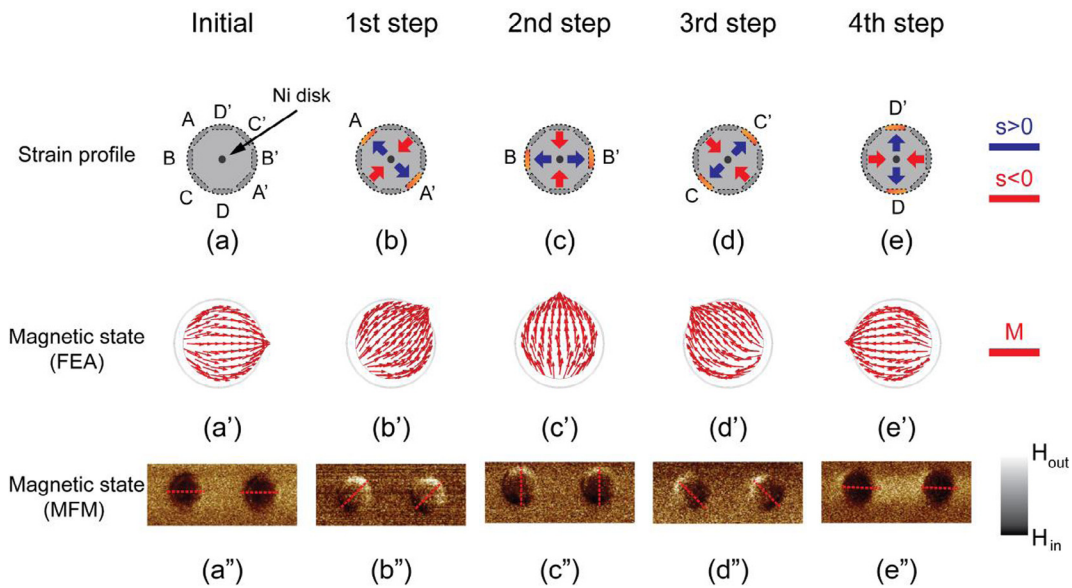 Initial 1st step 2nd step 3rd step 4th step
Ni disk
A D' C'
B B'
C D A'
A
A'
B B'
C'
C
D'
D
Strain profile
s>0
s<0
(a) (b) (c) (d) (e)
Magnetic state
(FEA)
M
(a') (b') (c') (d') (e')
Magnetic state
(MFM)
Hout
Hin
(a") (b") (c") (d") (e")